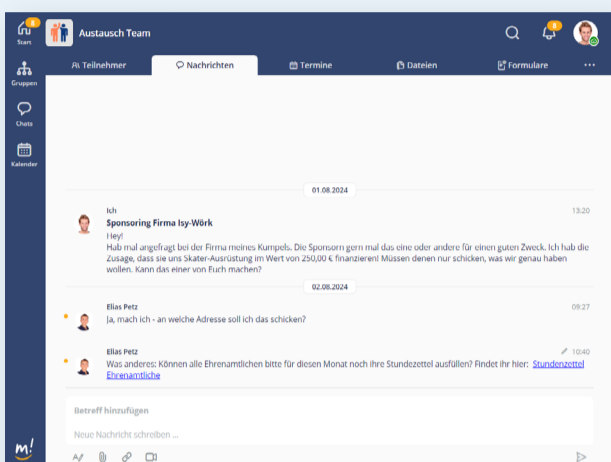 8
Start
Austausch Team
8
Teilnehmer
Nachrichten
Termine
Dateien
Formulare
Gruppen
Chats
Kalender
01.08.2024
Ich
13:20
Sponsoring Firma Isy-Wörk
Hey!
Hab mal angefragt bei der Firma meines Kumpels. Die Sponsorn gern mal das eine oder andere für einen guten Zweck. Ich hab die
Zusage, dass sie uns Skater-Ausrüstung im Wert von 250,00 € finanzieren! Müssen denen nur schicken, was wir genau haben
wollen. Kann das einer von Euch machen?
02.08.2024
Elias Petz
09:27
Ja, mach ich - an welche Adresse soll ich das schicken?
Elias Petz
10:40
Was anderes: Können alle Ehrenamtlichen bitte für diesen Monat noch ihre Stundezettel ausfüllen? Findet ihr hier: Stundenzettel
Ehrenamtliche
Betreff hinzufügen
Neue Nachricht schreiben ...
m!